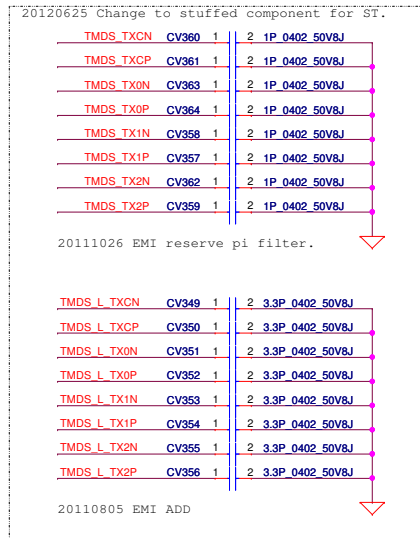 20120625 Change to stuffed component for ST.
TMDS_TXCN CV360 1 2 1P_0402_50V8J
TMDS_TXCP CV361 1 2 1P_0402_50V8J
TMDS_TX0N CV363 1 2 1P_0402_50V8J
TMDS_TX0P CV364 1 2 1P_0402_50V8J
TMDS_TX1N CV358 1 2 1P_0402_50V8J
TMDS_TX1P CV357 1 2 1P_0402_50V8J
TMDS_TX2N CV362 1 2 1P_0402_50V8J
TMDS_TX2P CV359 1 2 1P_0402_50V8J
20111026 EMI reserve pi filter.
TMDS_L_TXCN CV349 1 2 3.3P_0402_50V8J
TMDS_L_TXCP CV350 1 2 3.3P_0402_50V8J
TMDS_L_TX0N CV351 1 2 3.3P_0402_50V8J
TMDS_L_TX0P CV352 1 2 3.3P_0402_50V8J
TMDS_L_TX1N CV353 1 2 3.3P_0402_50V8J
TMDS_L_TX1P CV354 1 2 3.3P_0402_50V8J
TMDS_L_TX2N CV355 1 2 3.3P_0402_50V8J
TMDS_L_TX2P CV356 1 2 3.3P_0402_50V8J
20110805 EMI ADD